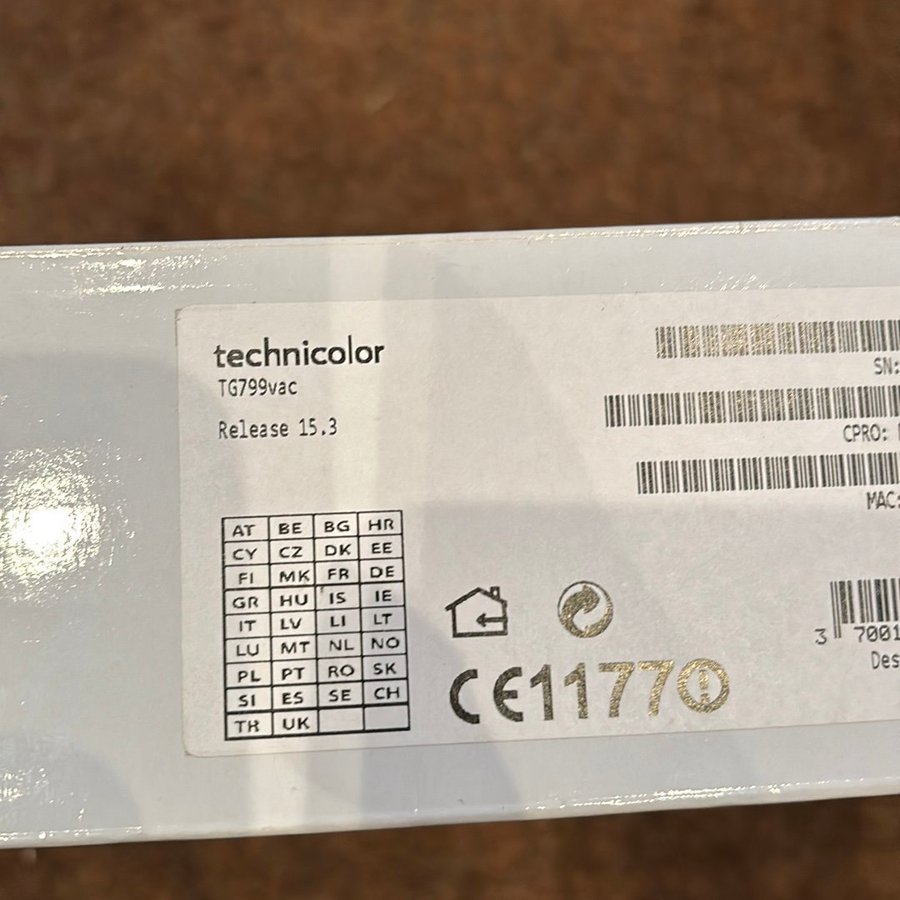 technicolor
TG799vac
Release 15.3
SN:
CPRO:
MAC:
AT BE BG HR
CY CZ DK EE
FI MK FR DE
GR HU IS IE
IT LV LI LT
LU MT NL NO
PL PT RO SK
SI ES SE CH
TR UK
CE1177
3 7001
Des